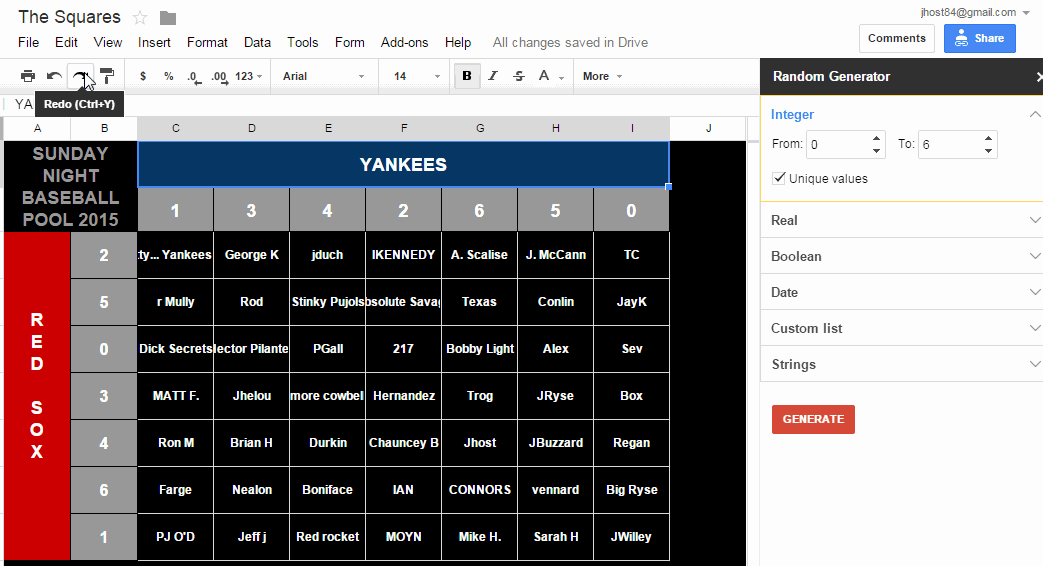 The Squares
jhost84@gmail.com
File Edit View Insert Format Data Tools Form Add-ons Help All changes saved in Drive
Comments Share
$ % .0 .00 123 Arial 14 B I S A More
Random Generator
Redo (Ctrl+Y)
YA
A B C D E F G H I J
Integer
From: 0 To: 6
Unique values
Real
Boolean
Date
Custom list
Strings
GENERATE
SUNDAY
NIGHT
BASEBALL
POOL 2015
YANKEES
1 3 4 2 6 5 0
R
E
D
S
O
X
2 ty... Yankees George K jduch IKENNEDY A. Scalise J. McCann TC
5 r Mully Rod Stinky Pujols bsolute Savag Texas Conlin JayK
0 Dick Secrets lector Pilante PGall 217 Bobby Light Alex Sev
3 MATT F. Jhelou more cowbell Hernandez Trog JRyse Box
4 Ron M Brian H Durkin Chauncey B Jhost JBuzzard Regan
6 Farge Nealon Boniface IAN CONNORS vennard Big Ryse
1 PJ O'D Jeff j Red rocket MOYN Mike H. Sarah H JWilley